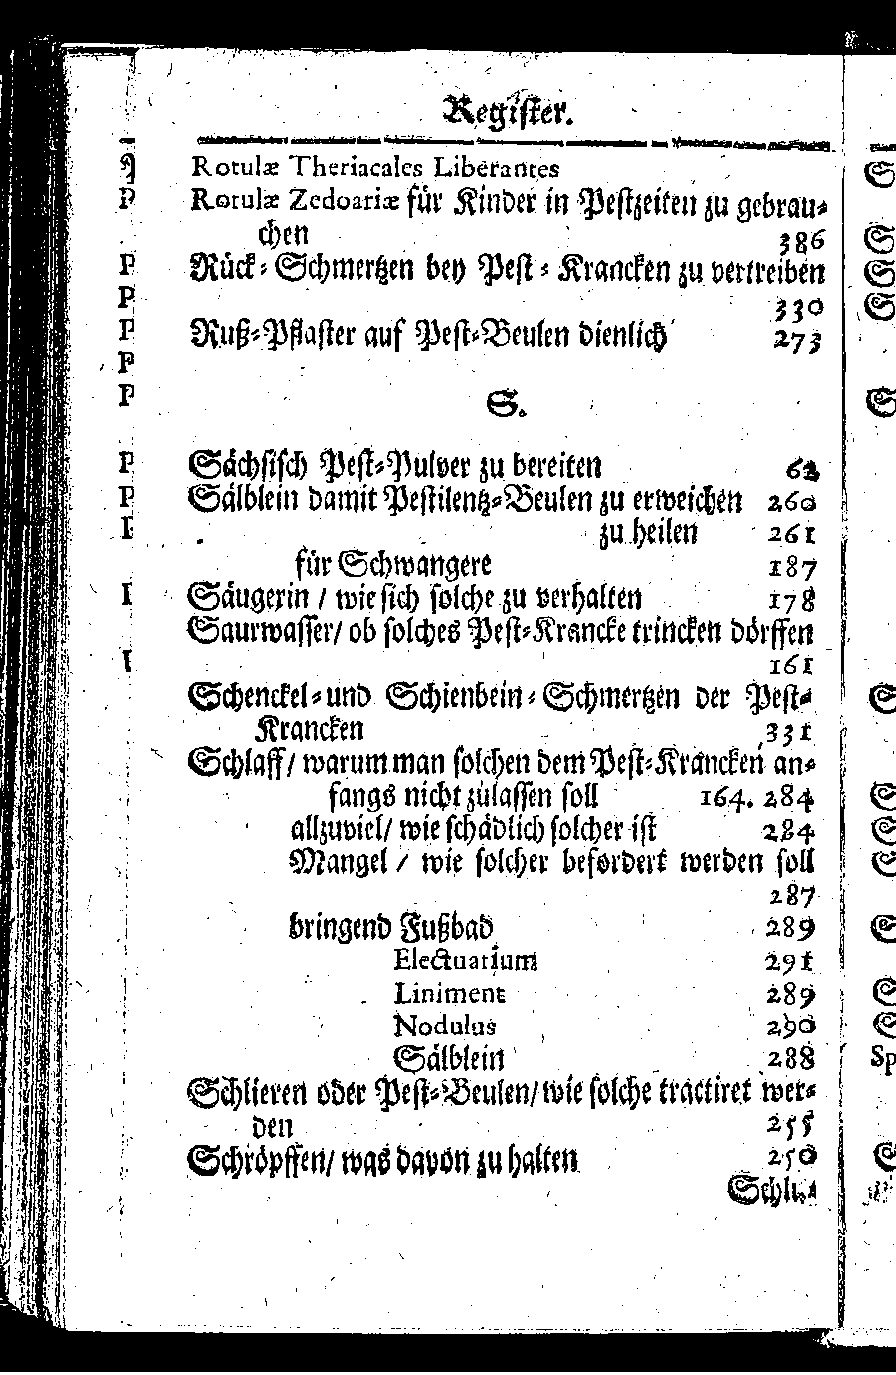 Register.
Rotulæ Theriacales Liberantes
Rotulæ Zedoariæ für Kinder in Pestzeiten zu gebrau-
chen 386
Rück-Schmertzen bey Pest-Krancken zu vertreiben
330
Ruß-Pflaster auf Pest-Beulen dienlich 273
S.
Sächsisch Pest-Pulver zu bereiten
Sälblein damit Pestilentz-Beulen zu erweichen 260
zu heilen 261
für Schwangere 187
Säugerin / wie sich solche zu verhalten 178
Saurwasser/ ob solches Pest-Krancke trincken dörffen
161
Schenckel-und Schienbein-Schmertzen der Pest-
Krancken 331
Schlaff/ warum man solchen dem Pest-Krancken an-
fangs nicht zulassen soll 164. 284
allzuviel/ wie schädlich solcher ist 284
Mangel / wie solcher befördert werden soll
287
bringend Fußbad 289
Electuarium 291
Liniment 289
Nodulus 290
Sälblein 288
Schlieren oder Pest-Beulen/ wie solche tractiret wer-
den 255
Schröpffen/ was davon zu halten 250